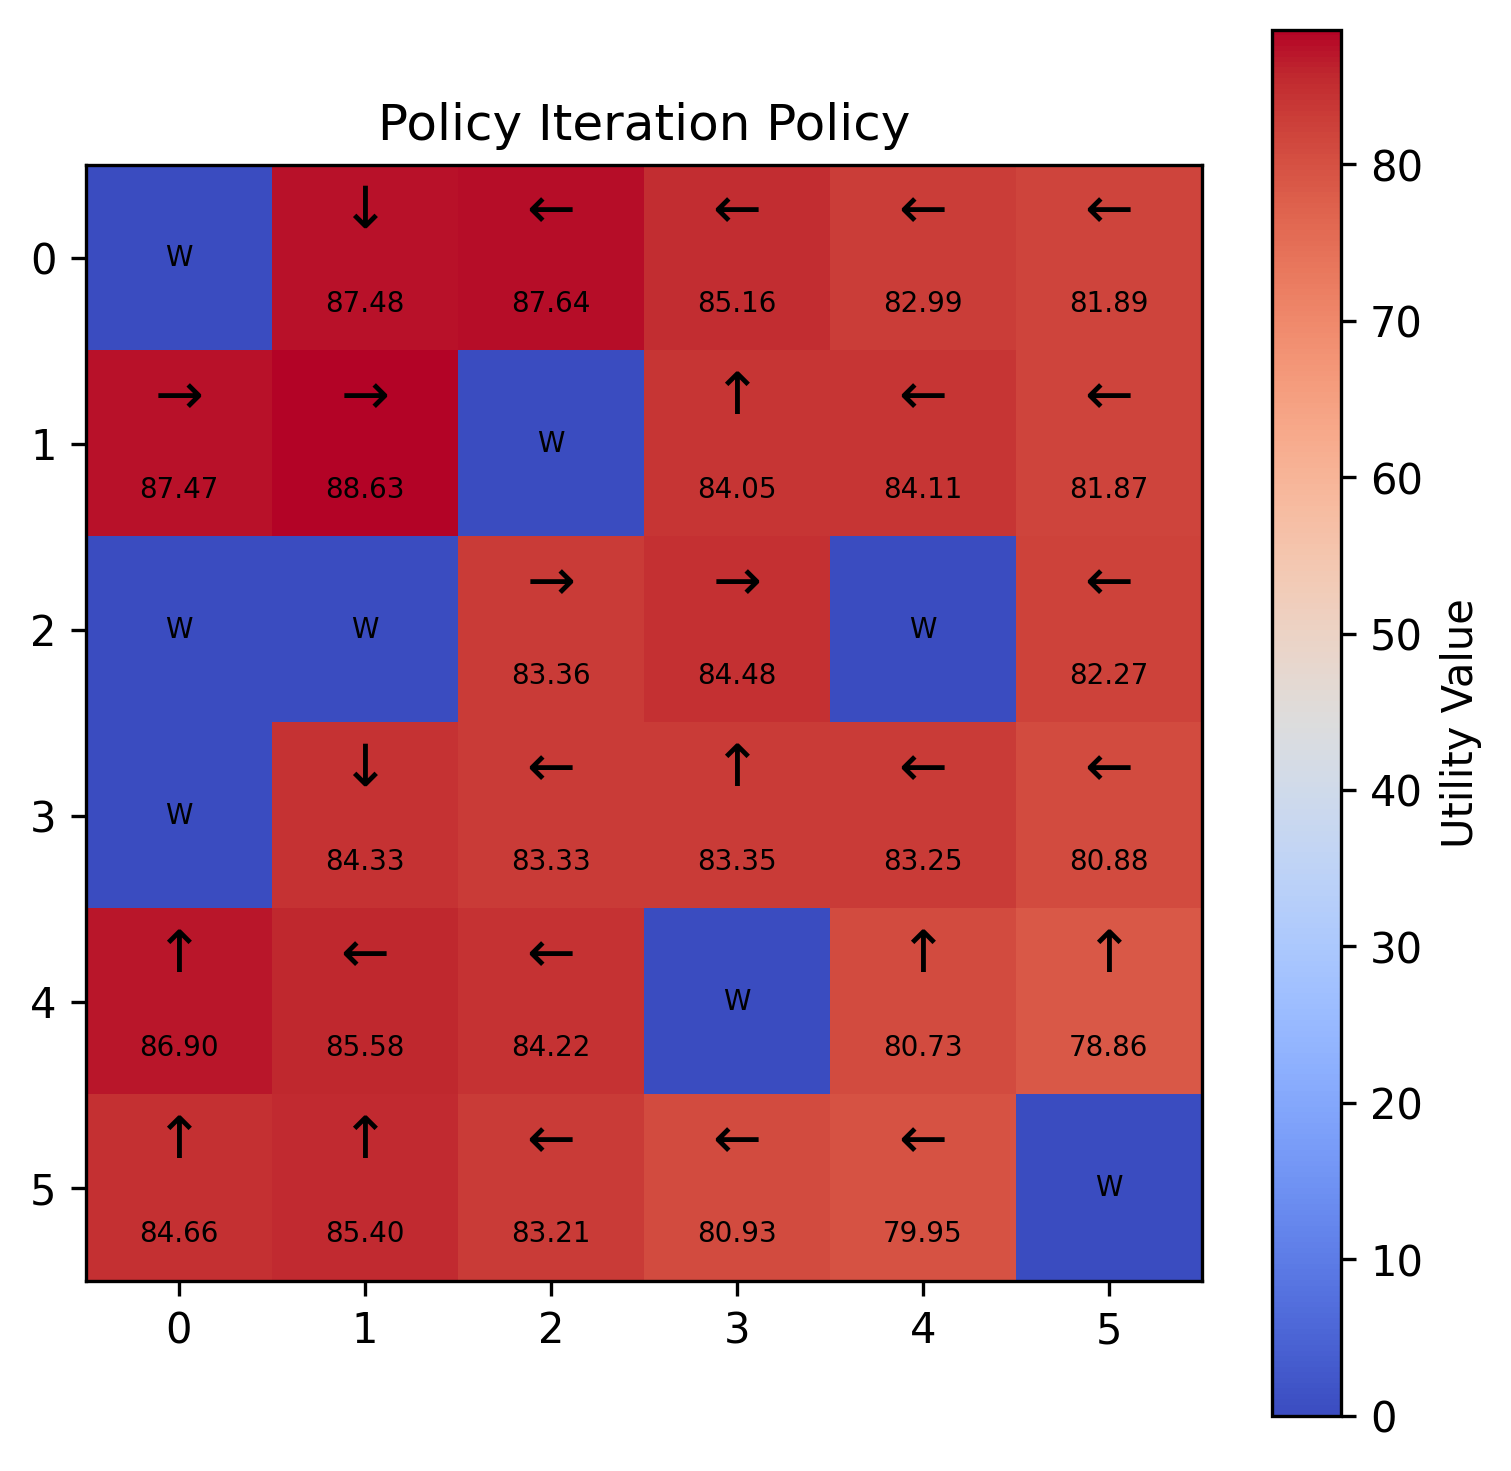 Policy Iteration Policy
0 W ↓ ← ← ← ←
87.48 87.64 85.16 82.99 81.89
1 → → W ↑ ← ←
87.47 88.63 84.05 84.11 81.87
2 W W → → W ←
83.36 84.48 82.27
3 W ↓ ← ↑ ← ←
84.33 83.33 83.35 83.25 80.88
4 ↑ ← ← W ↑ ↑
86.90 85.58 84.22 80.73 78.86
5 ↑ ↑ ← ← ← W
84.66 85.40 83.21 80.93 79.95
0 1 2 3 4 5
80
70
60
50
40
30
20
10
0
Utility Value